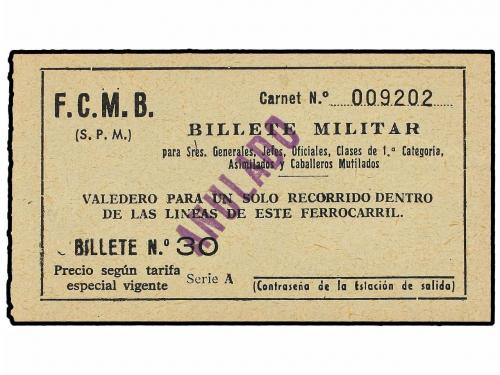 F.C.M.B.
(S. P. M.)
Carnet N.º 009202
BILLETE MILITAR
para Sres. Generales, Jefes, Oficiales, Clases de 1.ª Categoría,
Asimilados y Caballeros Mutilados
ANULADO
VALEDERO PARA UN SOLO RECORRIDO DENTRO
DE LAS LINEAS DE ESTE FERROCARRIL.
BILLETE N.º 30
Precio según tarifa
especial vigente
Serie A
(Contraseña de la Estación de salida)